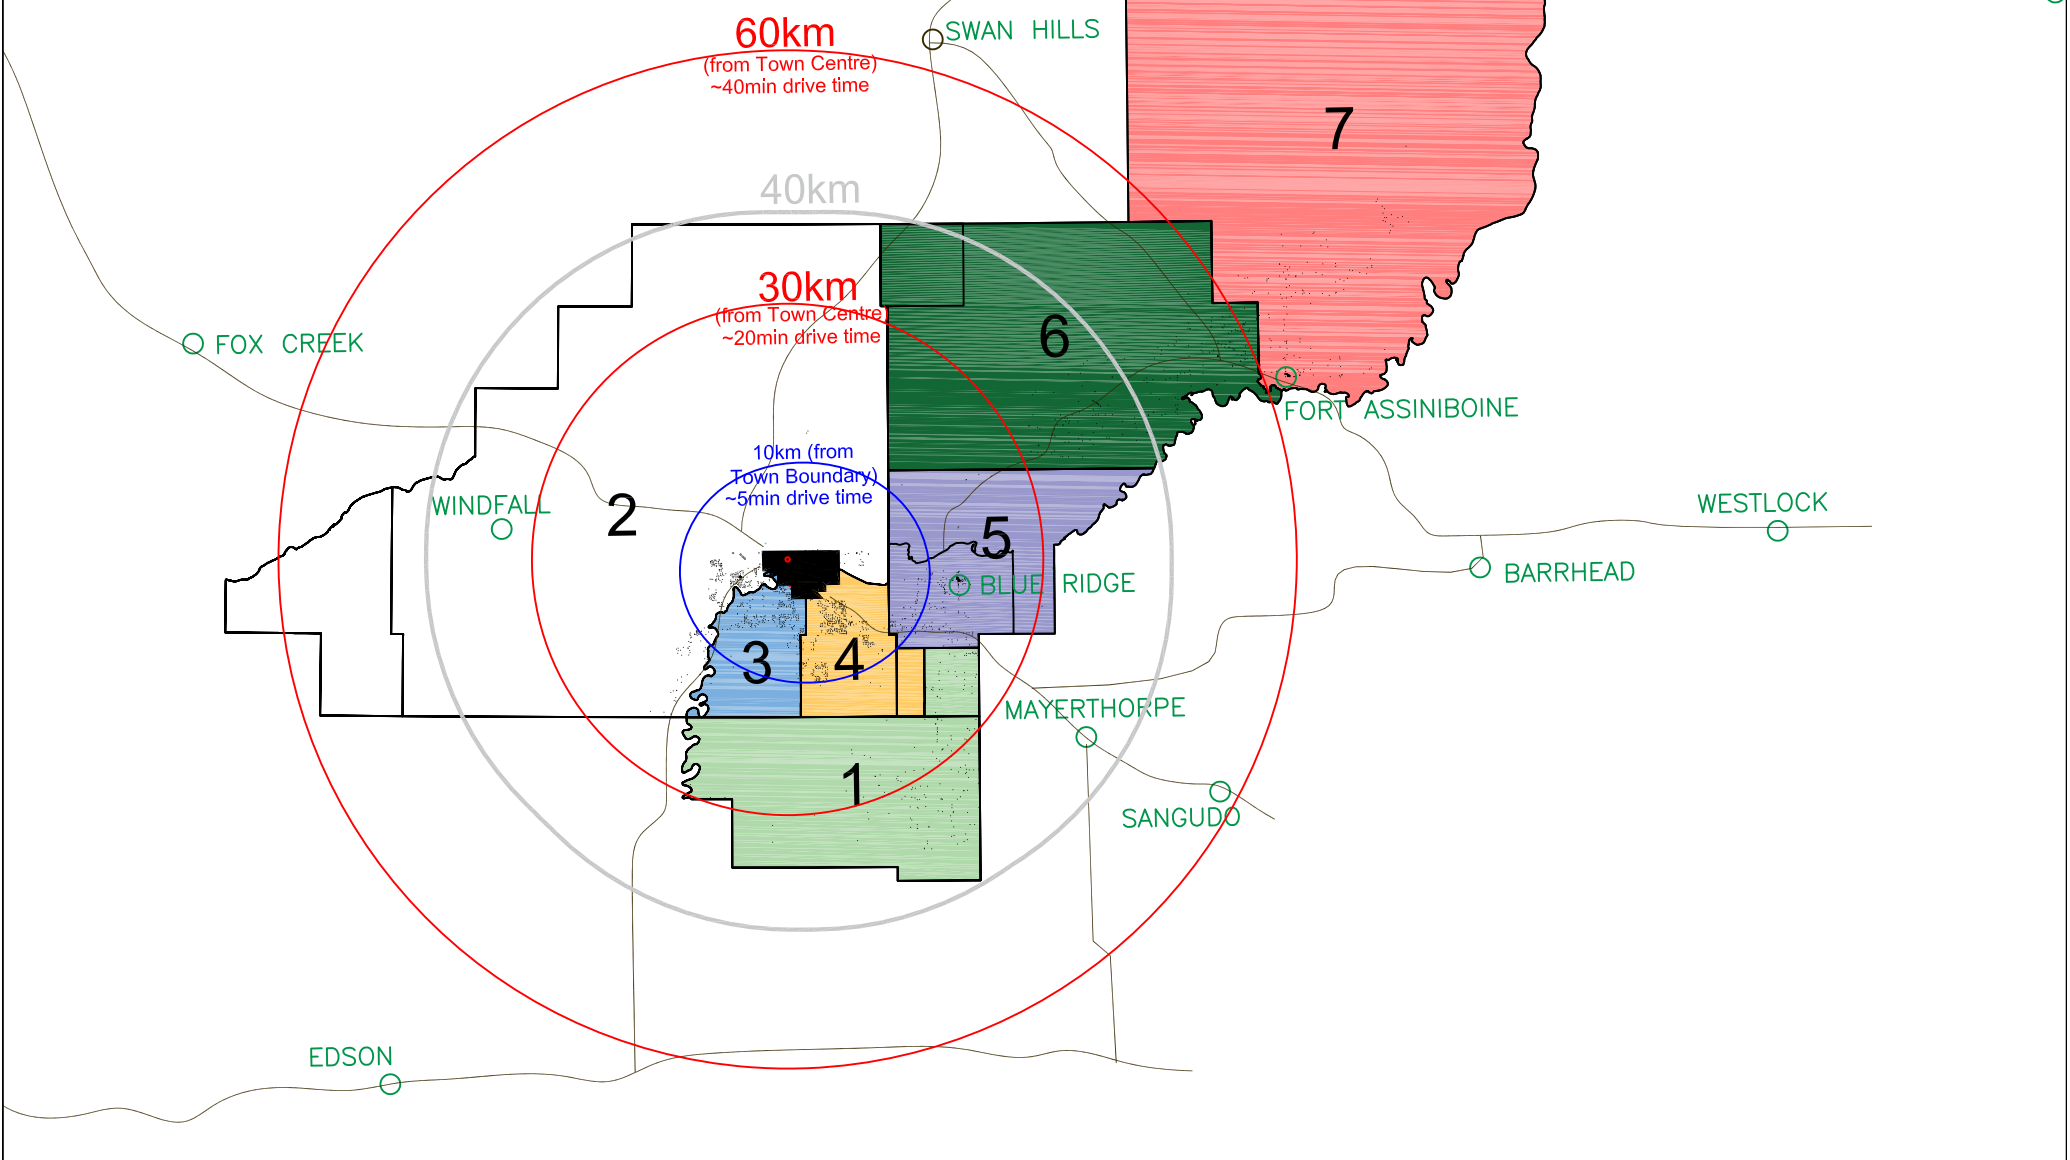 60km
(from Town Centre)
~40min drive time
SWAN HILLS
7
40km
30km
(from Town Centre)
~20min drive time
6
FOX CREEK
FORT ASSINIBOINE
10km (from
Town Boundary)
~5min drive time
WINDFALL
2
5
WESTLOCK
BLUE RIDGE
BARRHEAD
3
4
MAYERTHORPE
1
SANGUDO
EDSON